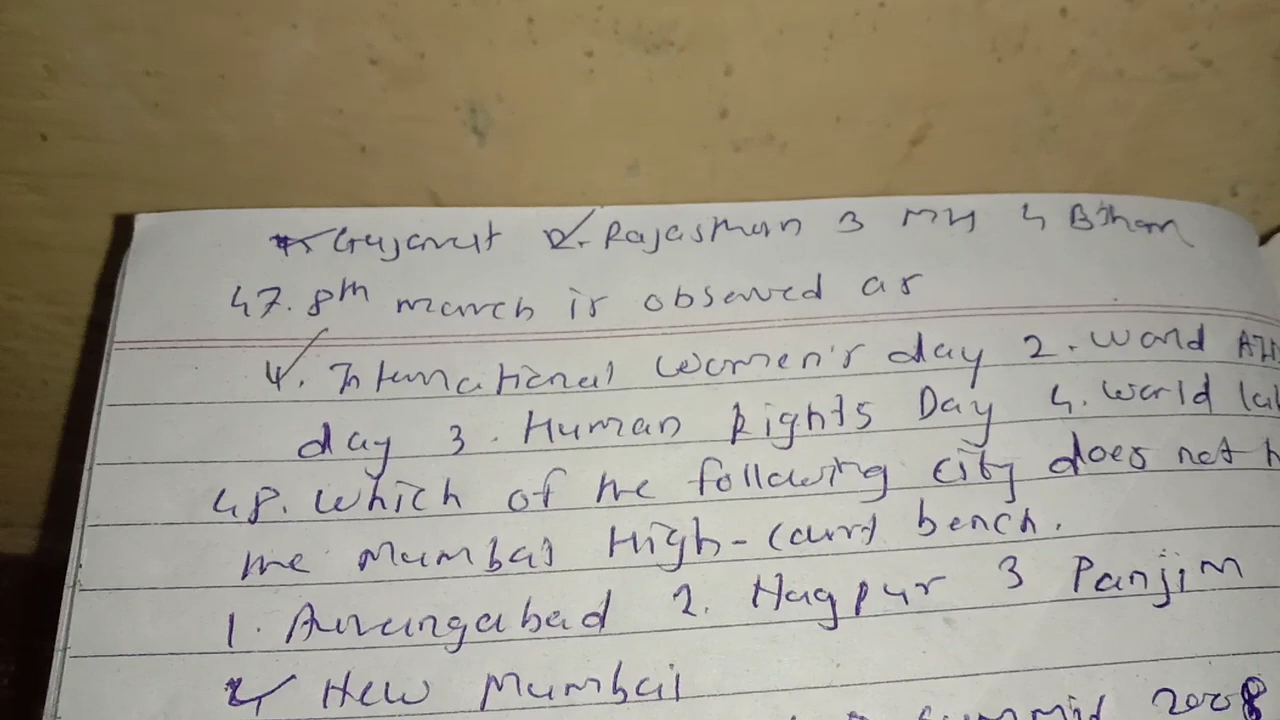 1. Gujarat 2. Rajasthan 3 MH 4 Bihar
47. 8th march is observed as
1. International women's day 2. world
day 3. Human Rights Day 4. world
48. which of the following city does not
the Mumbai High-Court bench.
1. Aurangabad 2. Nagpur 3 Panjim
4 New Mumbai
2008